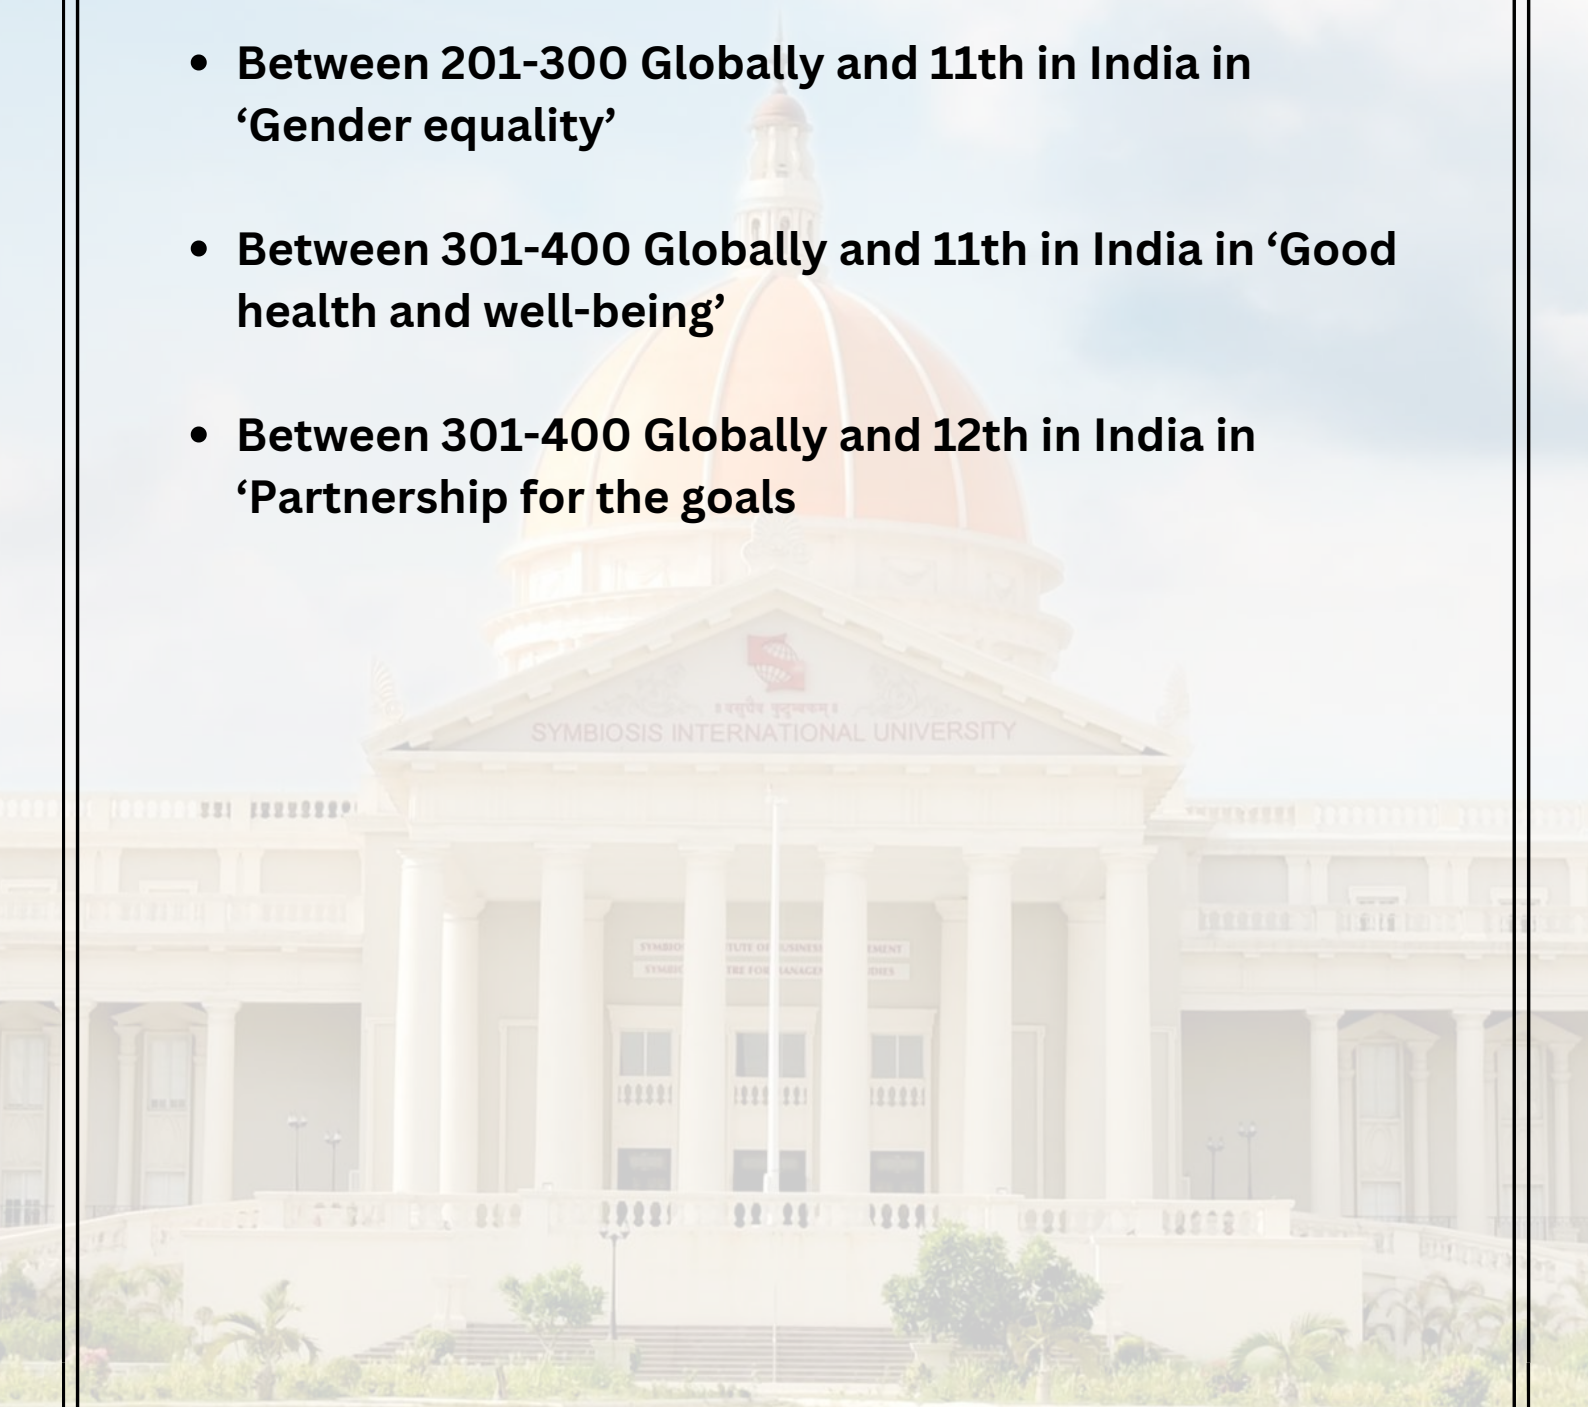 • Between 201-300 Globally and 11th in India in
‘Gender equality’
• Between 301-400 Globally and 11th in India in ‘Good
health and well-being’
• Between 301-400 Globally and 12th in India in
‘Partnership for the goals
॥ वसुधैव कुटुम्बकम् ॥
SYMBIOSIS INTERNATIONAL UNIVERSITY